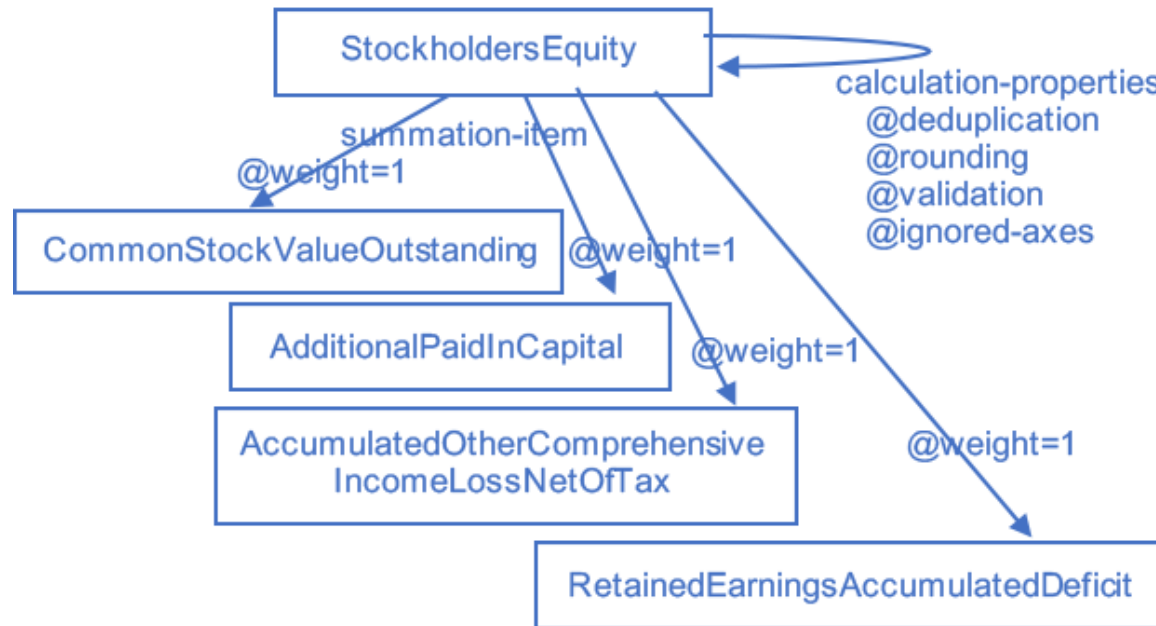 StockholdersEquity
calculation-properties
@deduplication
@rounding
@validation
@ignored-axes
summation-item
@weight=1
CommonStockValueOutstanding
@weight=1
AdditionalPaidInCapital
@weight=1
AccumulatedOtherComprehensive
IncomeLossNetOfTax
@weight=1
RetainedEarningsAccumulatedDeficit